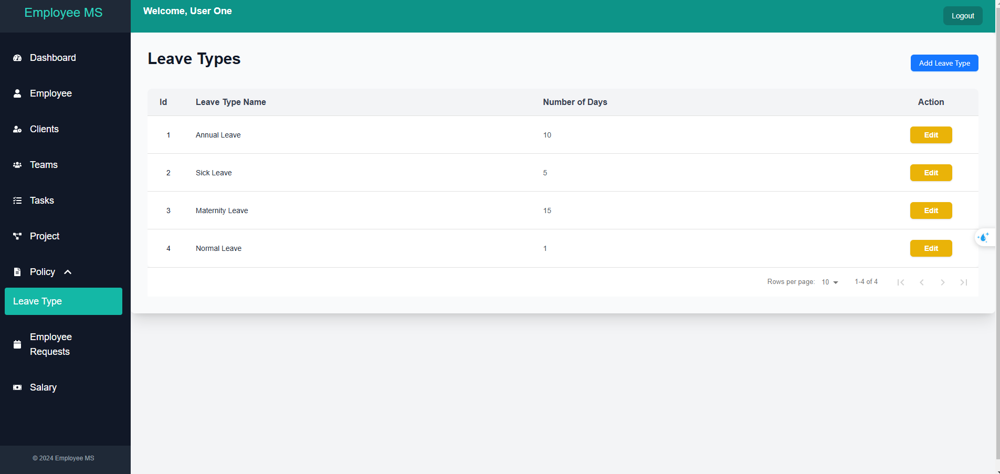 Employee MS
Welcome, User One
Logout
Dashboard
Employee
Clients
Teams
Tasks
Project
Policy
Leave Type
Employee
Requests
Salary
© 2024 Employee MS
Leave Types
Add Leave Type
Id Leave Type Name Number of Days Action
1 Annual Leave 10 Edit
2 Sick Leave 5 Edit
3 Maternity Leave 15 Edit
4 Normal Leave 1 Edit
Rows per page: 10 1-4 of 4